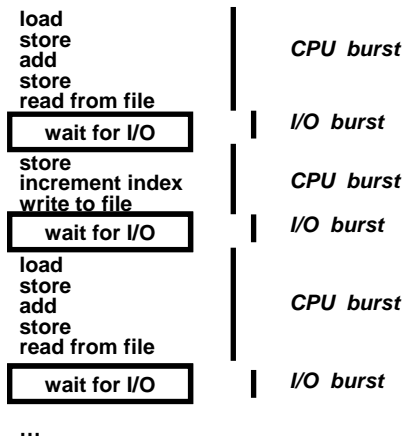 load
store
add
store
read from file
CPU burst
wait for I/O
I/O burst
store
increment index
write to file
CPU burst
wait for I/O
I/O burst
load
store
add
store
read from file
CPU burst
wait for I/O
I/O burst
...